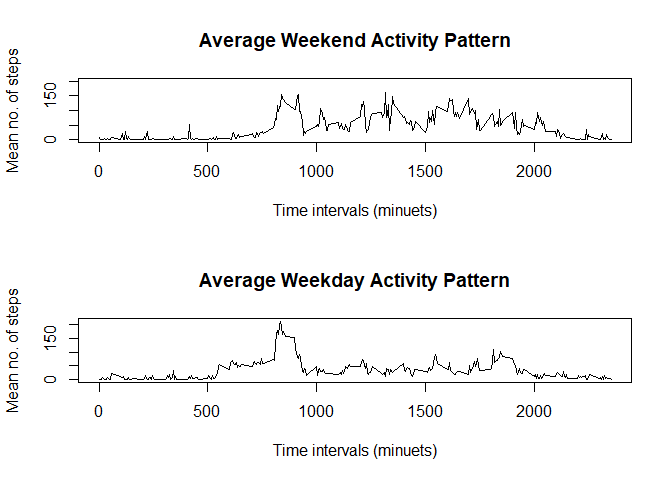 Average Weekend Activity Pattern
Mean no. of steps
0 150
0 500 1000 1500 2000
Time intervals (minuets)
Average Weekday Activity Pattern
Mean no. of steps
0 150
0 500 1000 1500 2000
Time intervals (minuets)